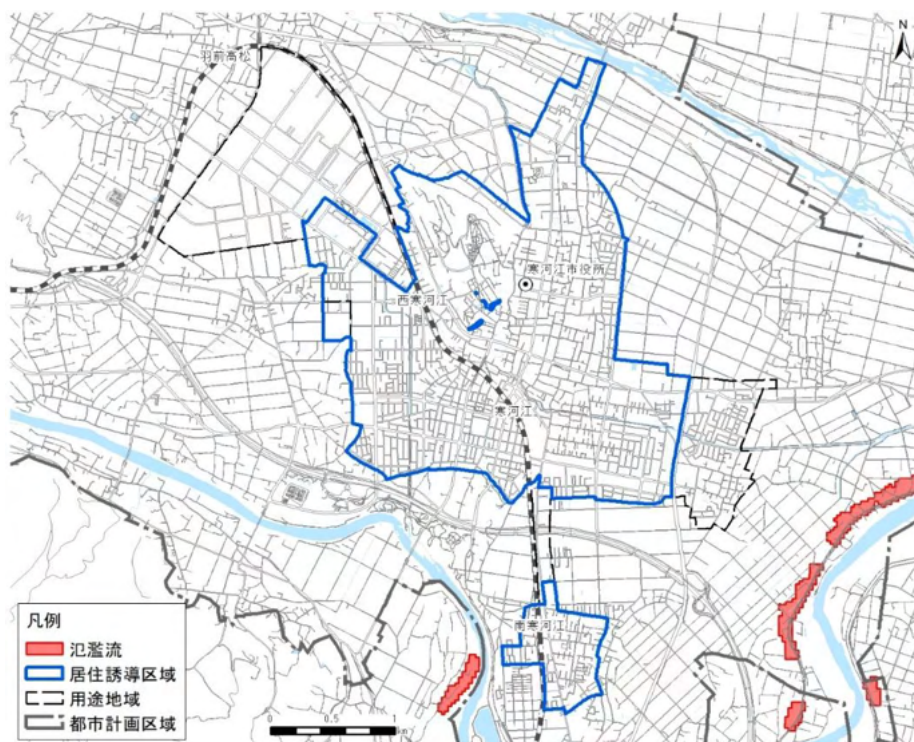 N
羽前高松
寒河江市役所
西寒河江
寒河江
南寒河江
凡例
氾濫流
居住誘導区域
用途地域
都市計画区域
0 0.5 1
km